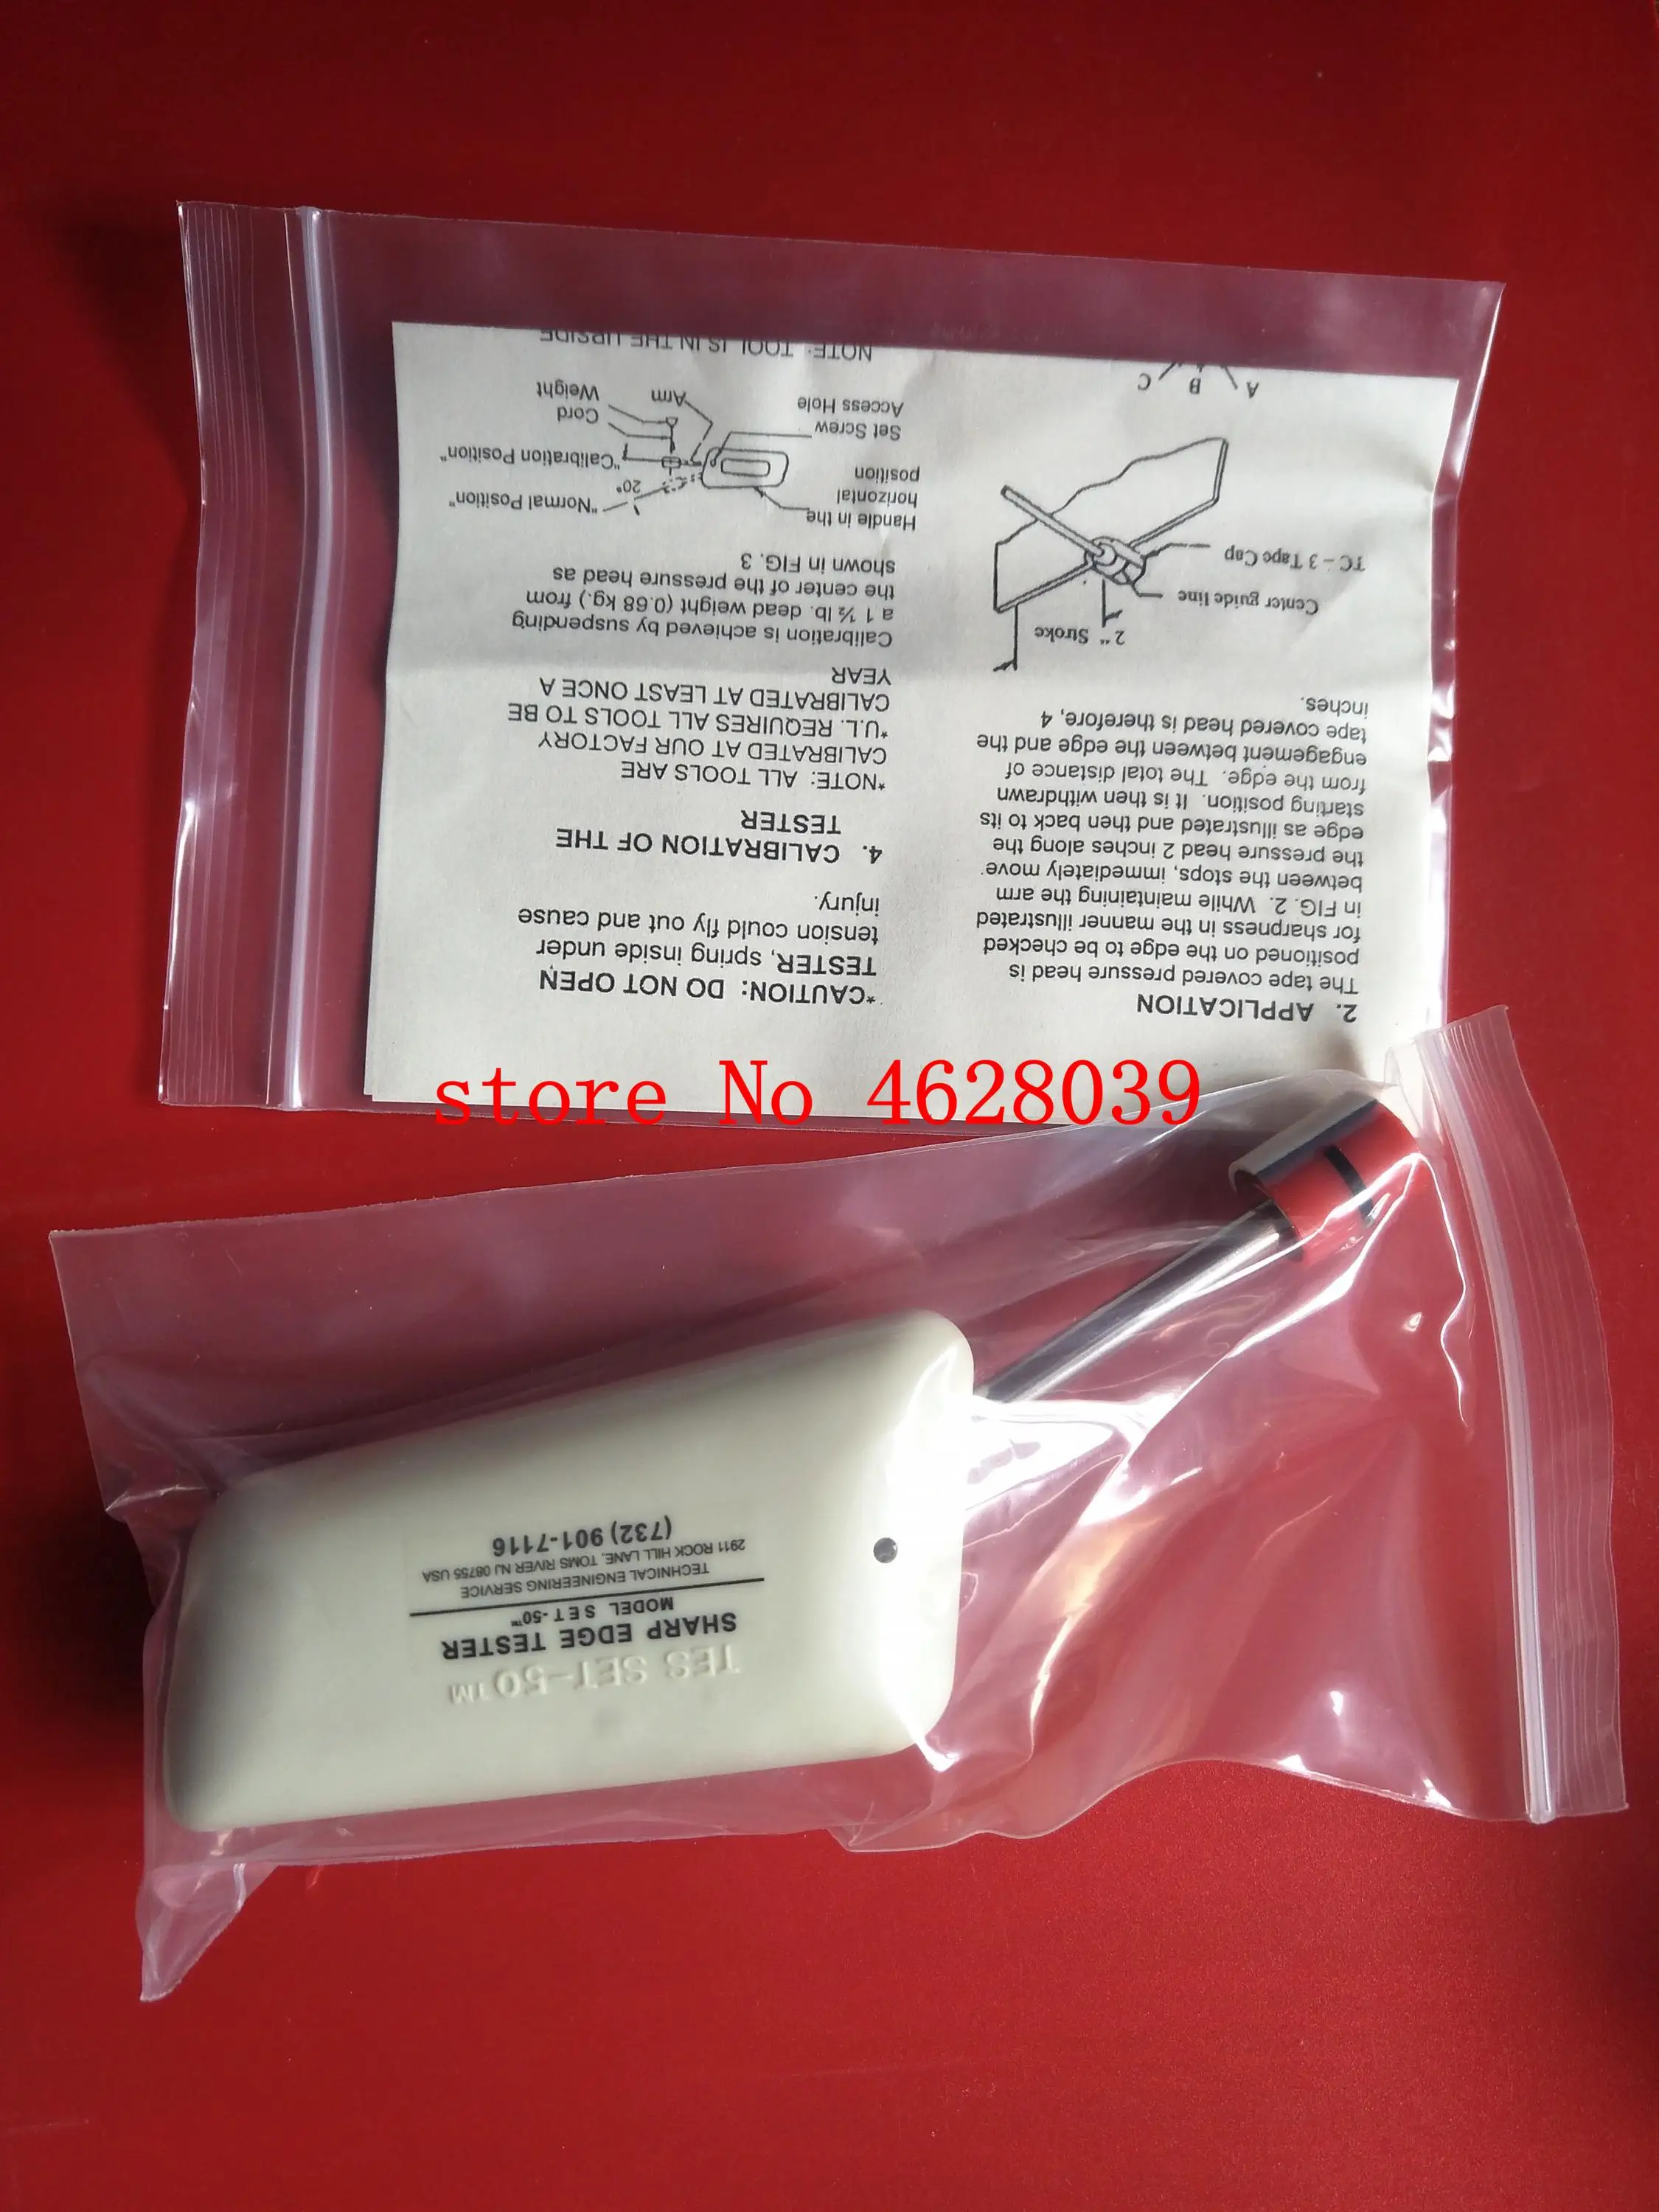 2. APPLICATION
The tape covered pressure head is
positioned on the edge to be checked
for sharpness in the manner illustrated
in FIG. 2. While maintaining the arm
between the stops, immediately move
the pressure head 2 inches along the
edge as illustrated and then back to its
starting position. It is then withdrawn
from the edge. The total distance of
engagement between the edge and the
tape covered head is therefore, 4
inches.
2" Stroke
Center guide line
TC - 3 Tape Cap
A
B
C
*CAUTION: DO NOT OPEN
TESTER, spring inside under
tension could fly out and cause
injury.
4. CALIBRATION OF THE
TESTER
*NOTE: ALL TOOLS ARE
CALIBRATED AT OUR FACTORY
*U.L. REQUIRES ALL TOOLS TO BE
CALIBRATED AT LEAST ONCE A
YEAR
Calibration is achieved by suspending
a 1 ½ lb. dead weight (0.68 kg.) from
the center of the pressure head as
shown in FIG. 3
Handle in the
horizontal
position
"Normal Position"
20°
"Calibration Position"
Set Screw
Access Hole
Cord
Arm
Weight
NOTE: TOOL IS IN THE UPSIDE
store No 4628039
TES SET-50™
SHARP EDGE TESTER
MODEL SET-50™
TECHNICAL ENGINEERING SERVICE
2911 ROCK HILL LANE, TOMS RIVER NJ 08755 USA
(732) 901-7116